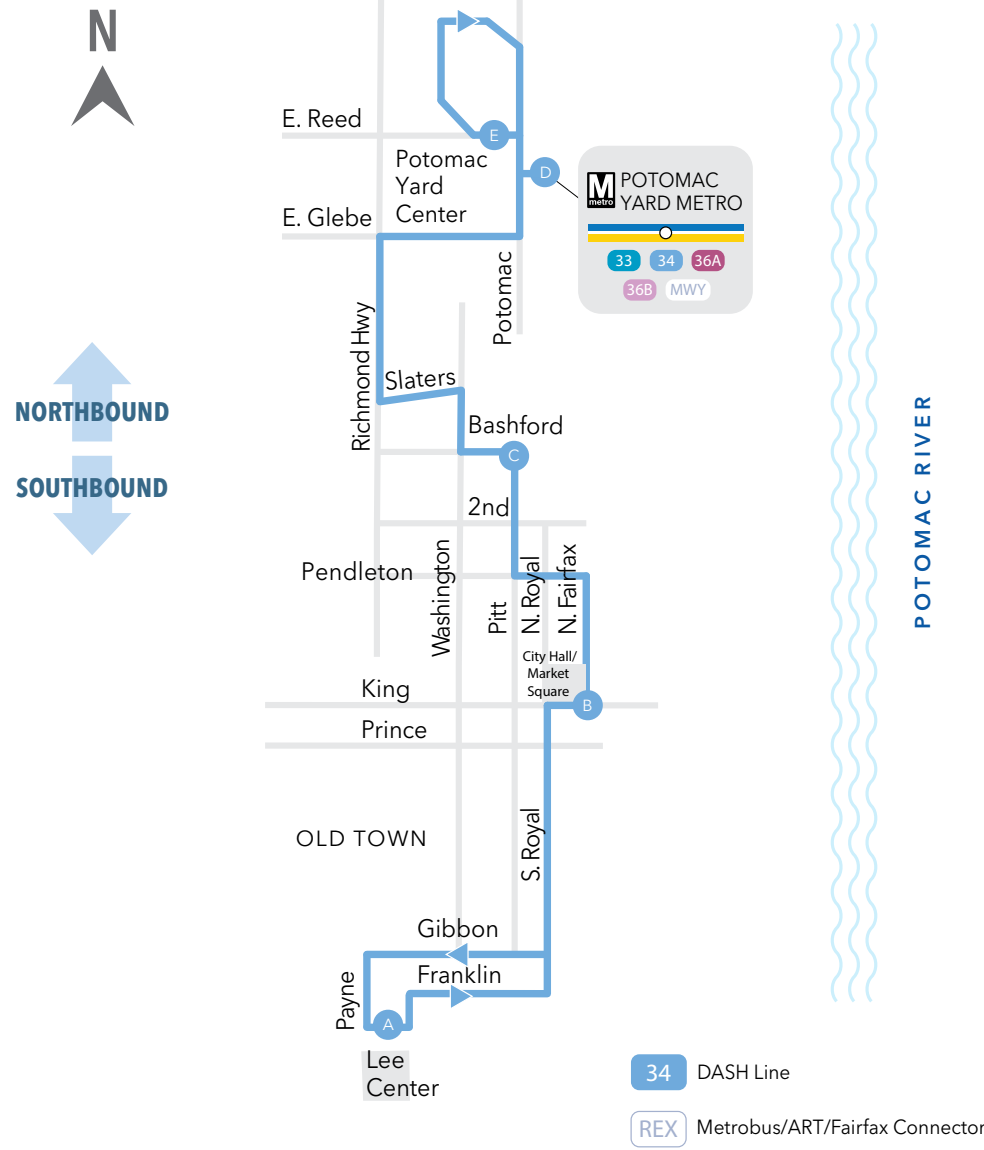 N
E
E. Reed
D
Potomac
Yard
Center
M
metro
POTOMAC
YARD METRO
E. Glebe
33
34
36A
36B
MWY
Potomac
Richmond Hwy
Slaters
NORTHBOUND
Bashford
C
SOUTHBOUND
POTOMAC RIVER
2nd
Pendleton
Washington
Pitt
N. Royal
N. Fairfax
City Hall/
Market
Square
King
B
Prince
OLD TOWN
S. Royal
Gibbon
Franklin
Payne
A
Lee
Center
34
DASH Line
REX
Metrobus/ART/Fairfax Connector